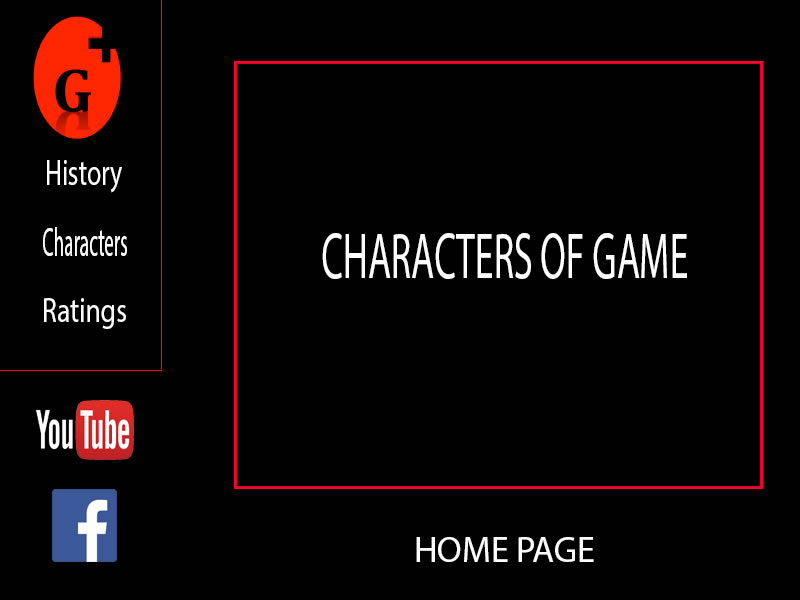 G+
History
Characters
Ratings
YouTube
f
CHARACTERS OF GAME
HOME PAGE